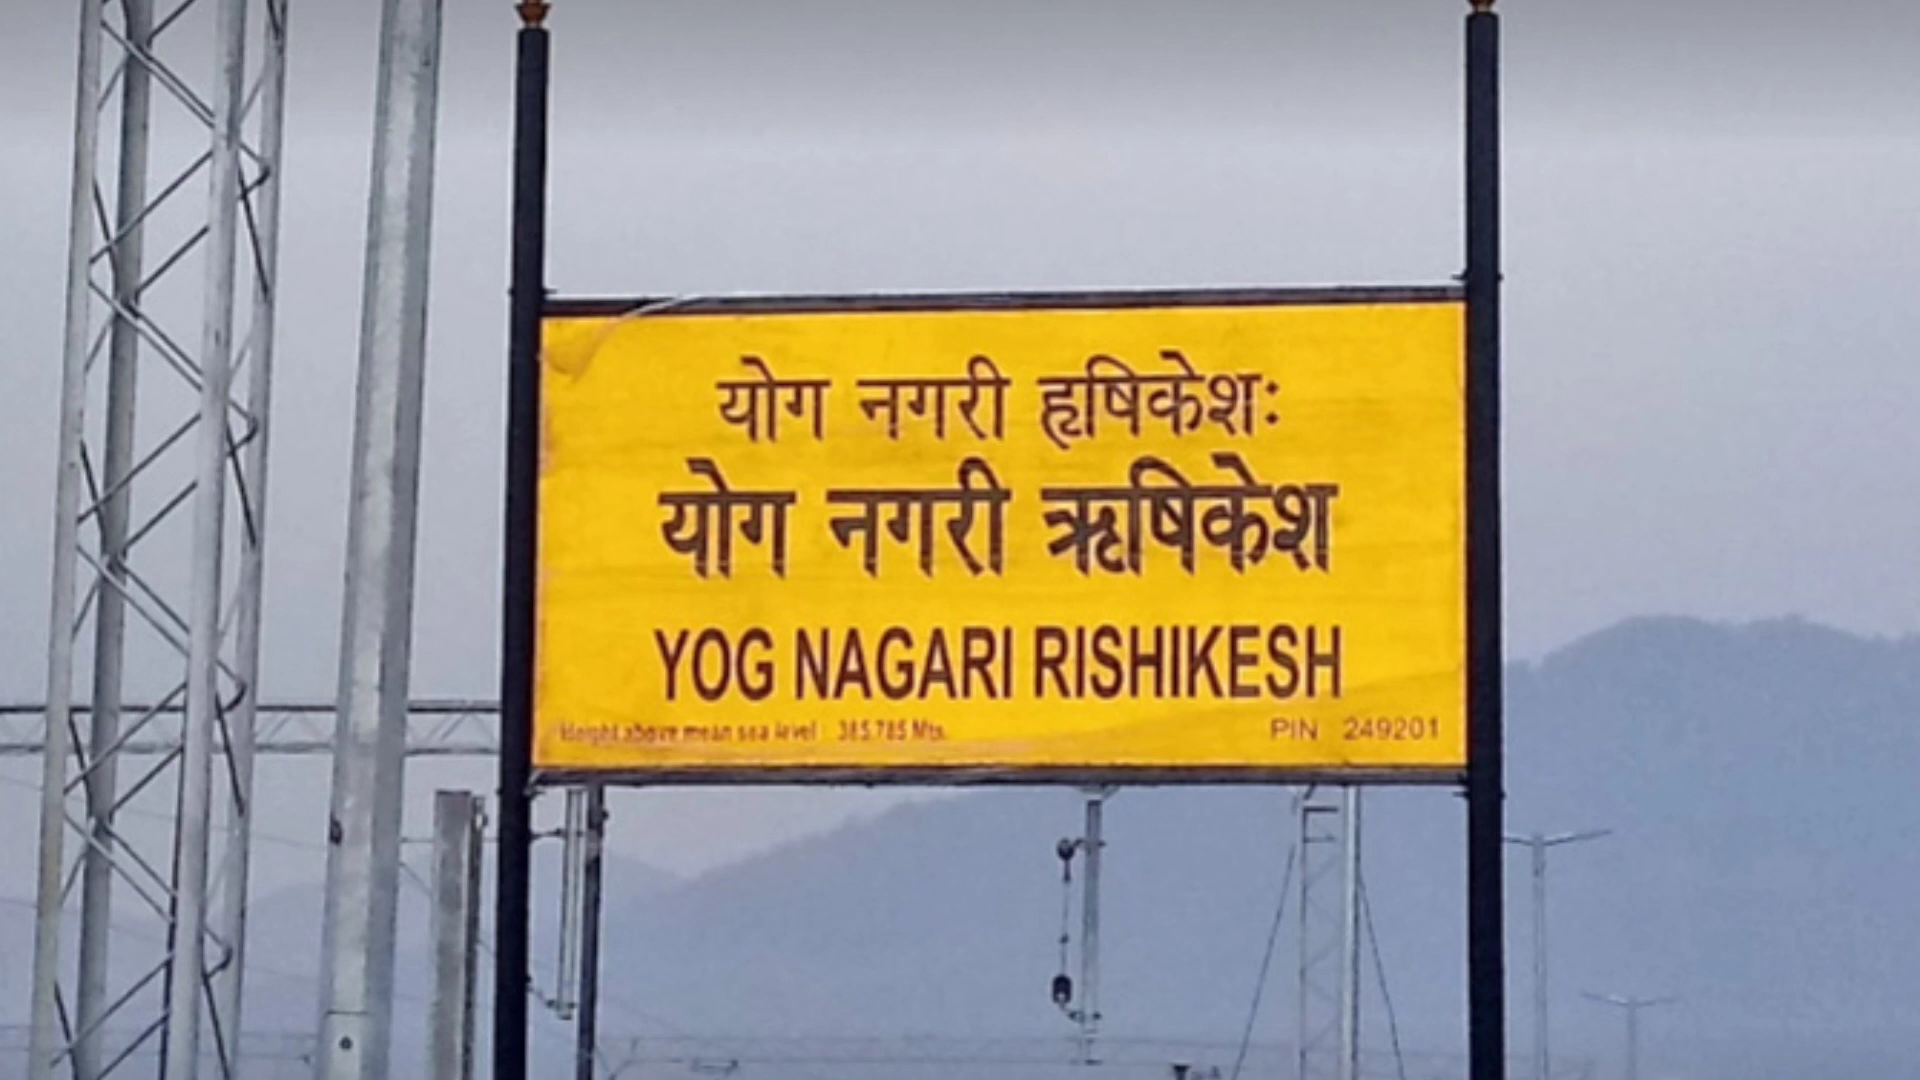 योग नगरी हृषिकेशः
योग नगरी ऋषिकेश
YOG NAGARI RISHIKESH
Height above mean sea level : 385.785 Mts. PIN 249201